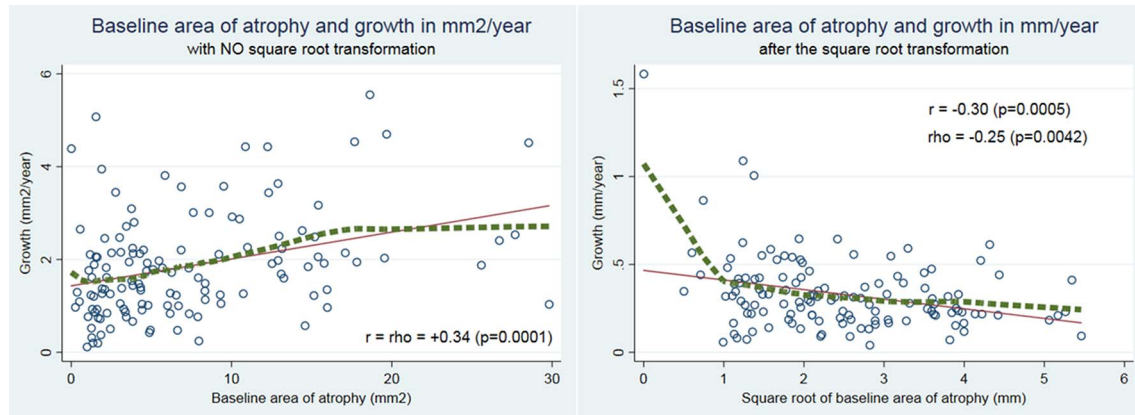 Baseline area of atrophy and growth in mm2/year
with NO square root transformation
6
4
2
0
Growth (mm2/year)
r = rho = +0.34 (p=0.0001)
0
10
20
30
Baseline area of atrophy (mm2)
Baseline area of atrophy and growth in mm/year
after the square root transformation
1.5
1
.5
0
Growth (mm/year)
r = -0.30 (p=0.0005)
rho = -0.25 (p=0.0042)
0
1
2
3
4
5
6
Square root of baseline area of atrophy (mm)